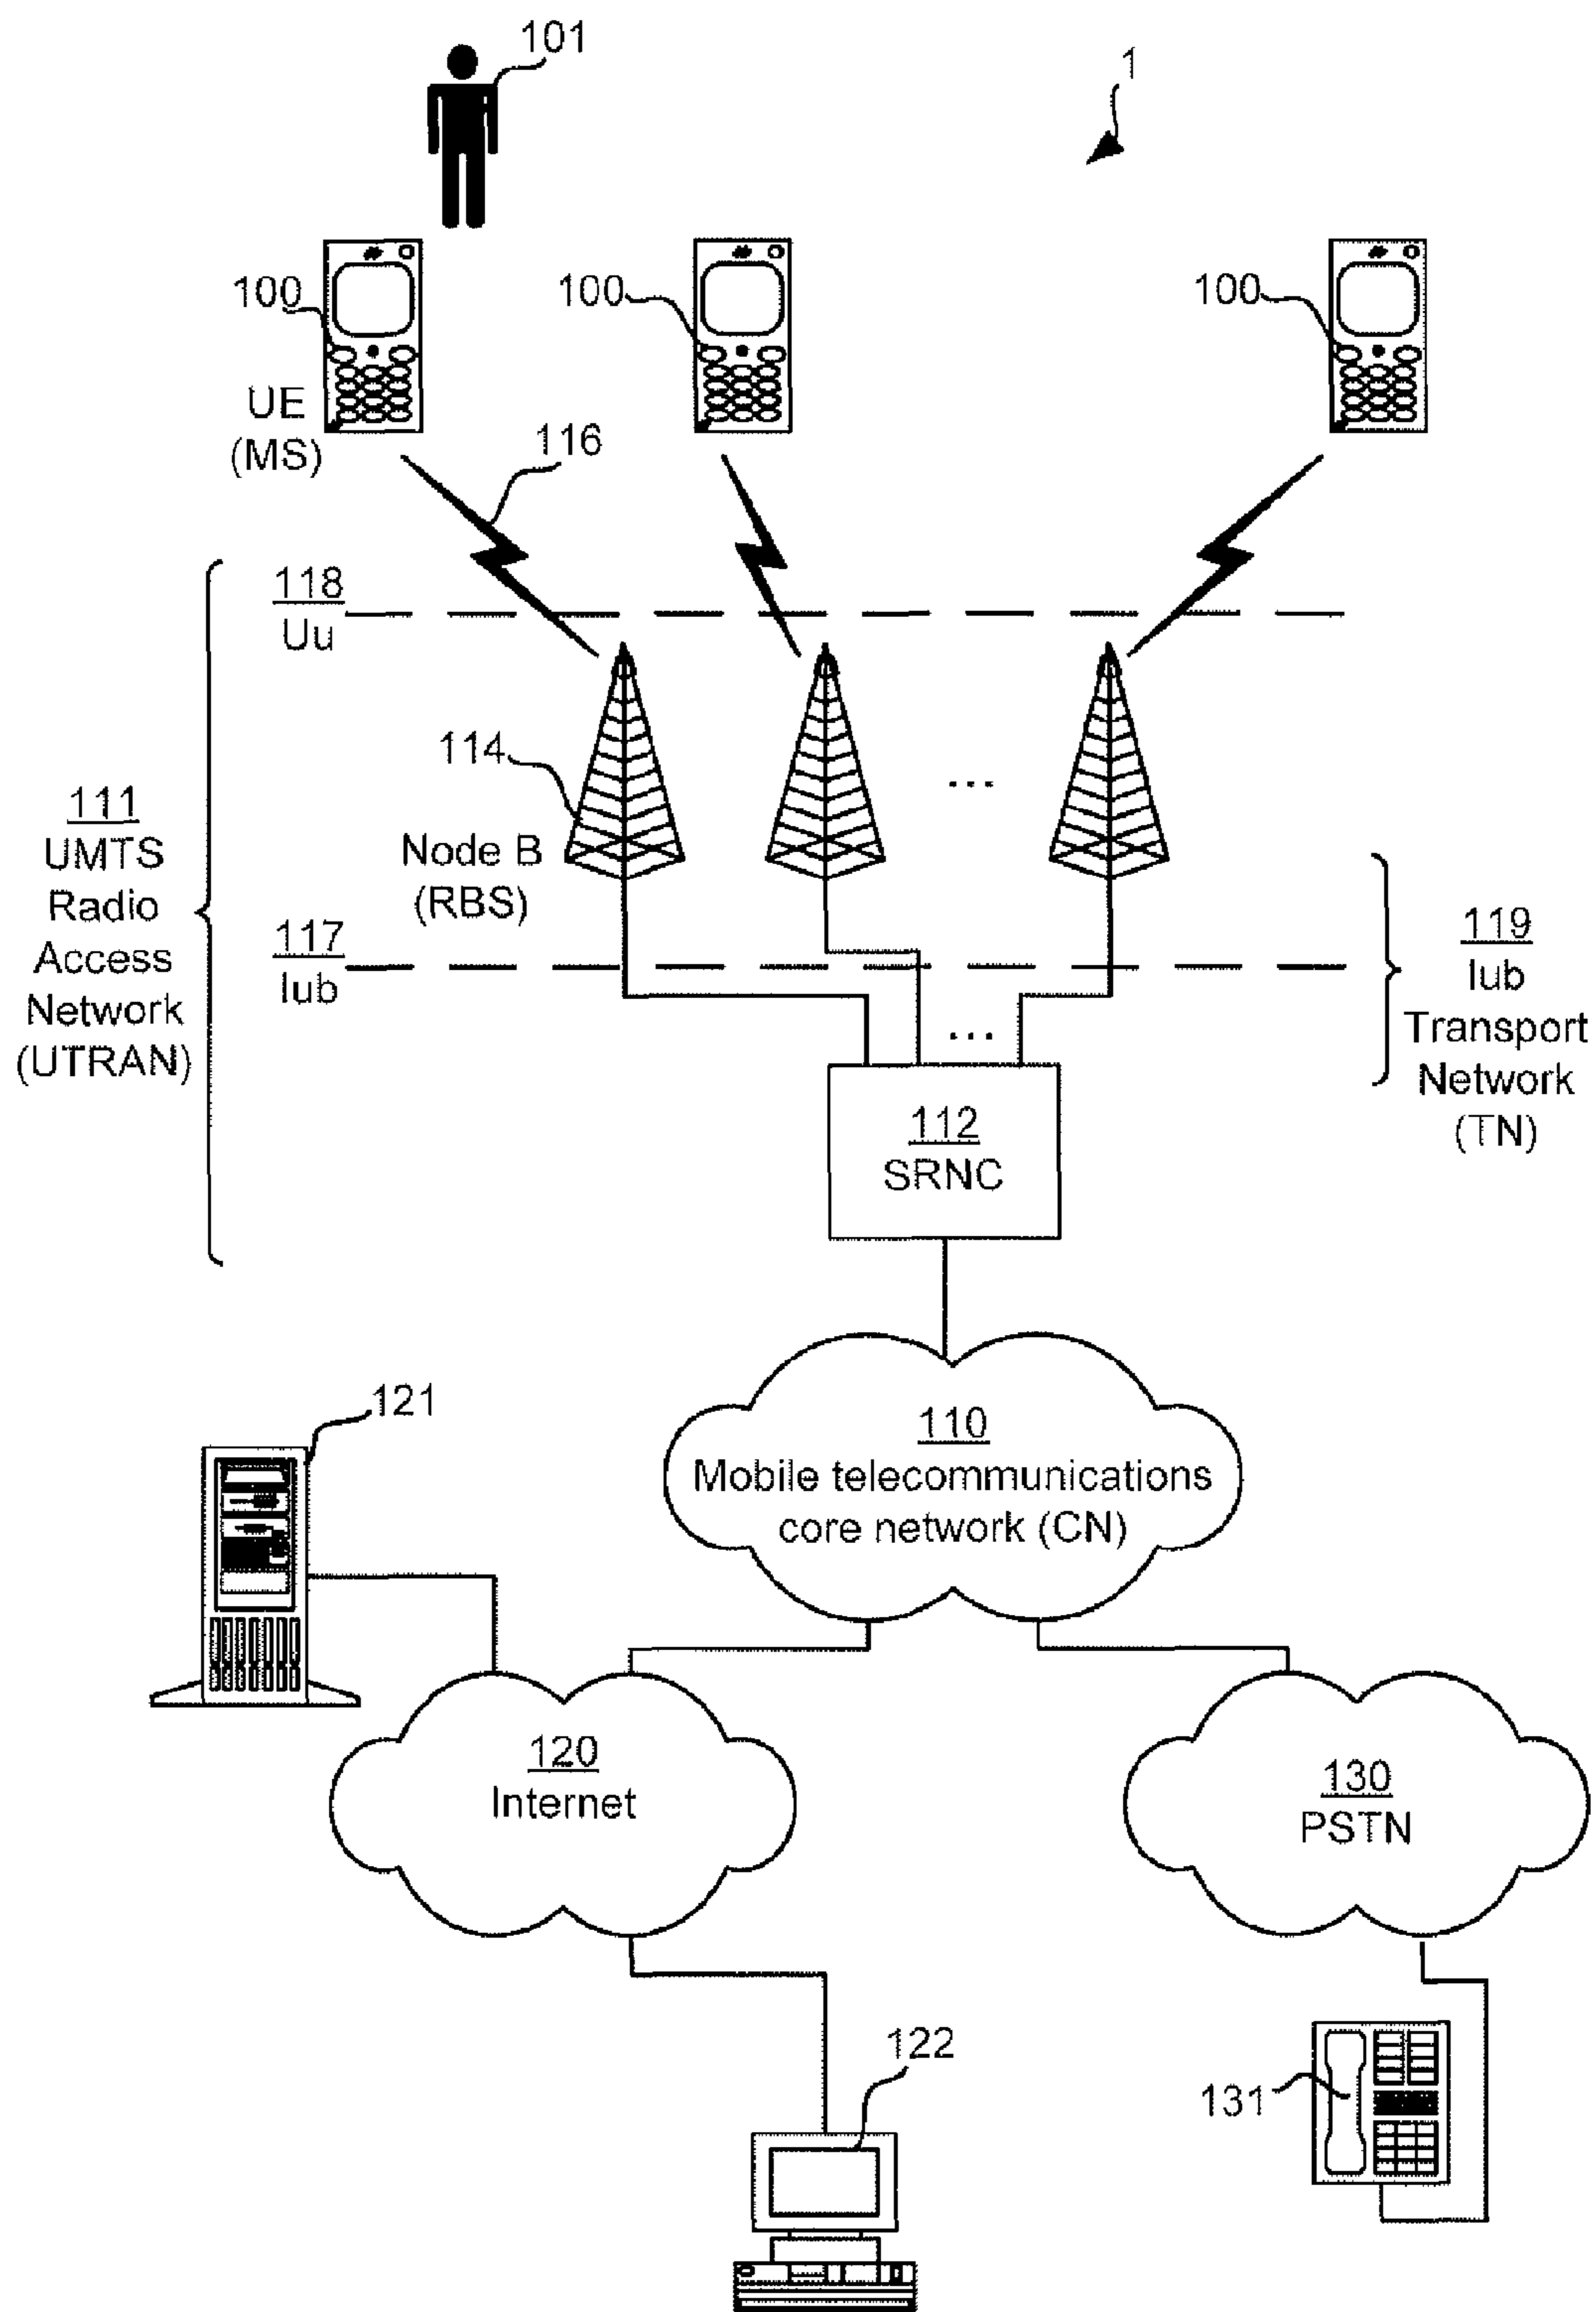 101
1
100
100
100
UE
(MS)
116
118
Uu
114
111
UMTS
Radio
Access
Network
(UTRAN)
Node B
(RBS)
...
117
Iub
119
Iub
Transport
Network
(TN)
...
112
SRNC
121
110
Mobile telecommunications
core network (CN)
120
Internet
130
PSTN
122
131